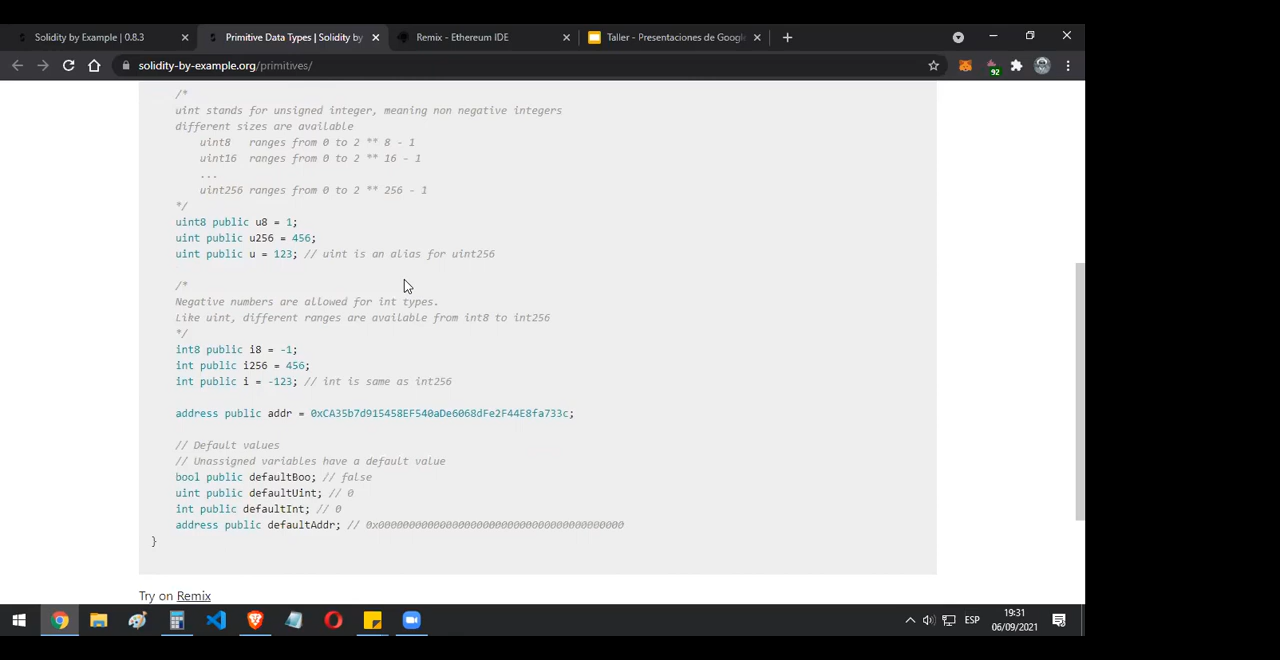 Solidity by Example | 0.8.3
Primitive Data Types | Solidity by
Remix - Ethereum IDE
Taller - Presentaciones de Google
solidity-by-example.org/primitives/
92
/*
uint stands for unsigned integer, meaning non negative integers
different sizes are available
uint8 ranges from 0 to 2 ** 8 - 1
uint16 ranges from 0 to 2 ** 16 - 1
...
uint256 ranges from 0 to 2 ** 256 - 1
*/
uint8 public u8 = 1;
uint public u256 = 456;
uint public u = 123; // uint is an alias for uint256
/*
Negative numbers are allowed for int types.
Like uint, different ranges are available from int8 to int256
*/
int8 public i8 = -1;
int public i256 = 456;
int public i = -123; // int is same as int256
address public addr = 0xCA35b7d915458EF540aDe6068dFe2F44E8fa733c;
// Default values
// Unassigned variables have a default value
bool public defaultBoo; // false
uint public defaultUint; // 0
int public defaultInt; // 0
address public defaultAddr; // 0x0000000000000000000000000000000000000000
}
Try on Remix
ESP
19:31
06/09/2021